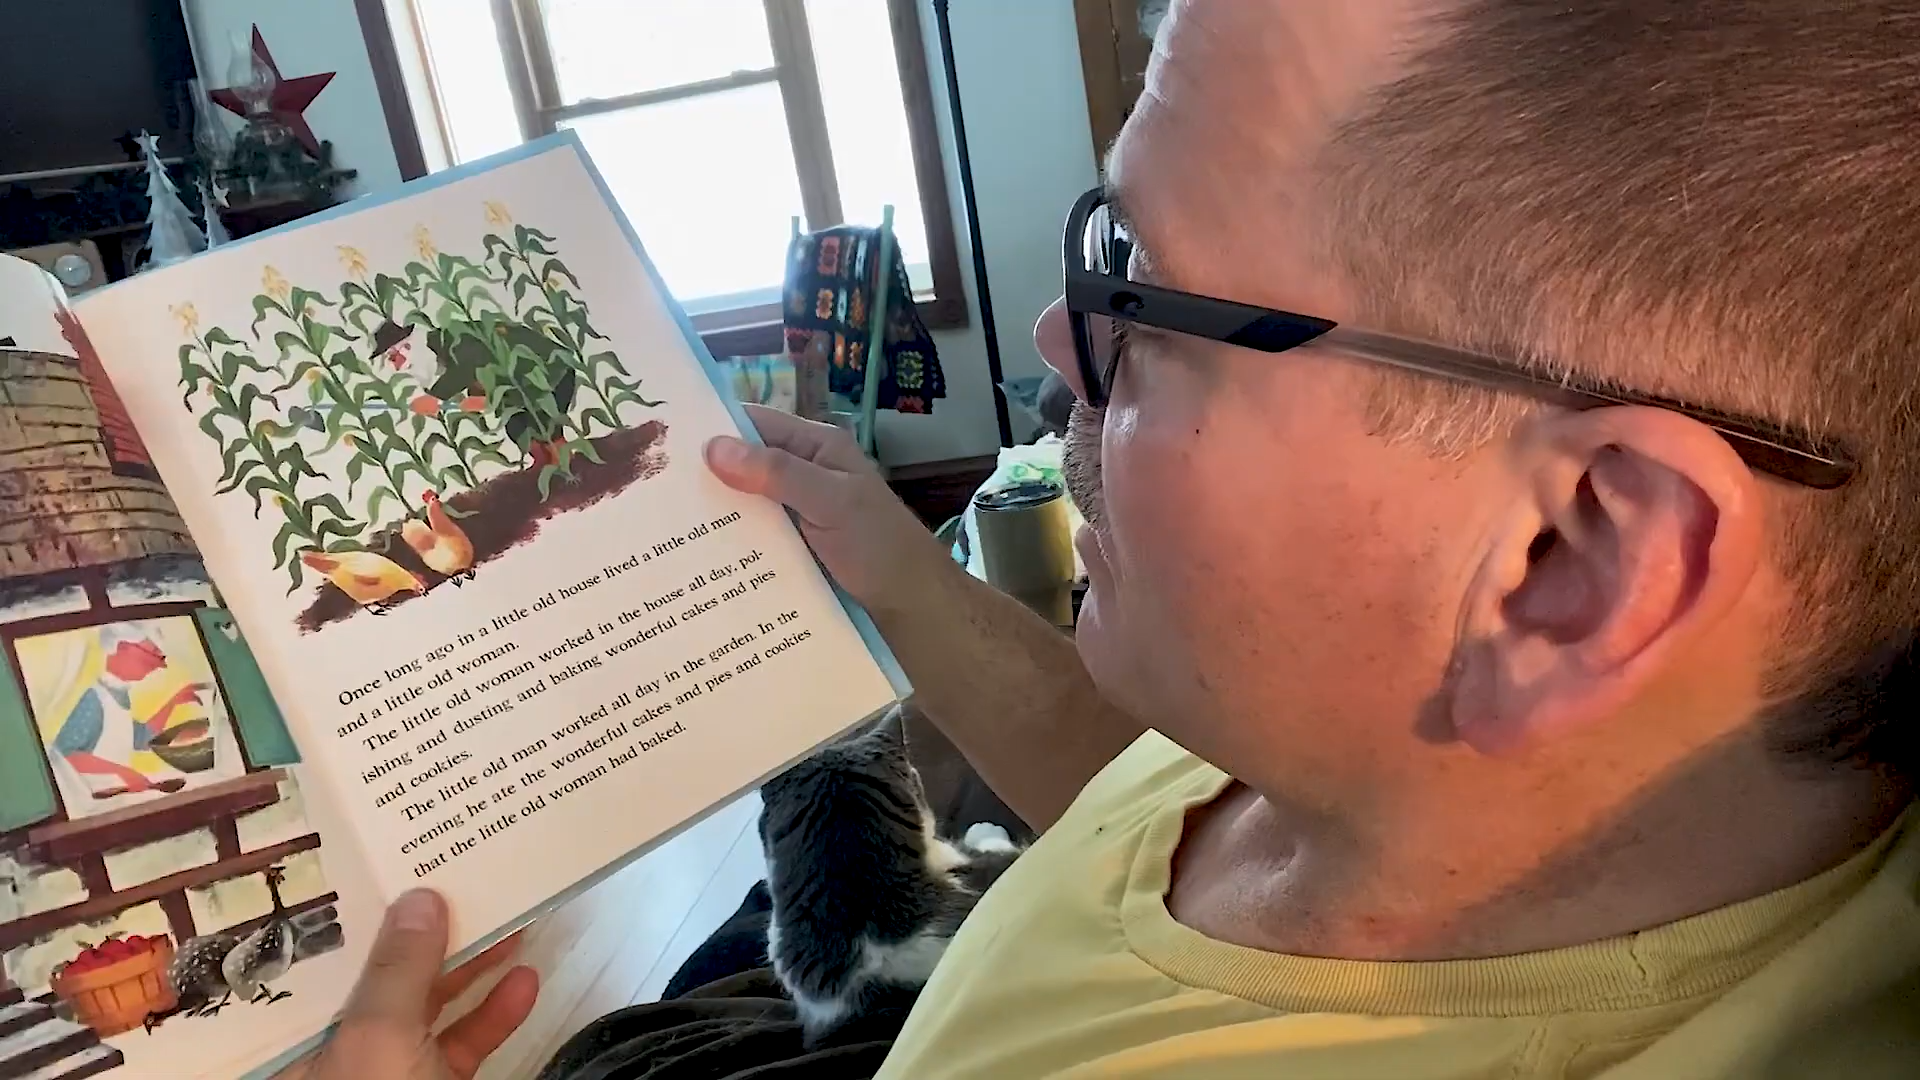 Once long ago in a little old house lived a little old man
and a little old woman.
The little old woman worked in the house all day, pol-
ishing and dusting and baking wonderful cakes and pies
and cookies.
The little old man worked all day in the garden. In the
evening he ate the wonderful cakes and pies and cookies
that the little old woman had baked.